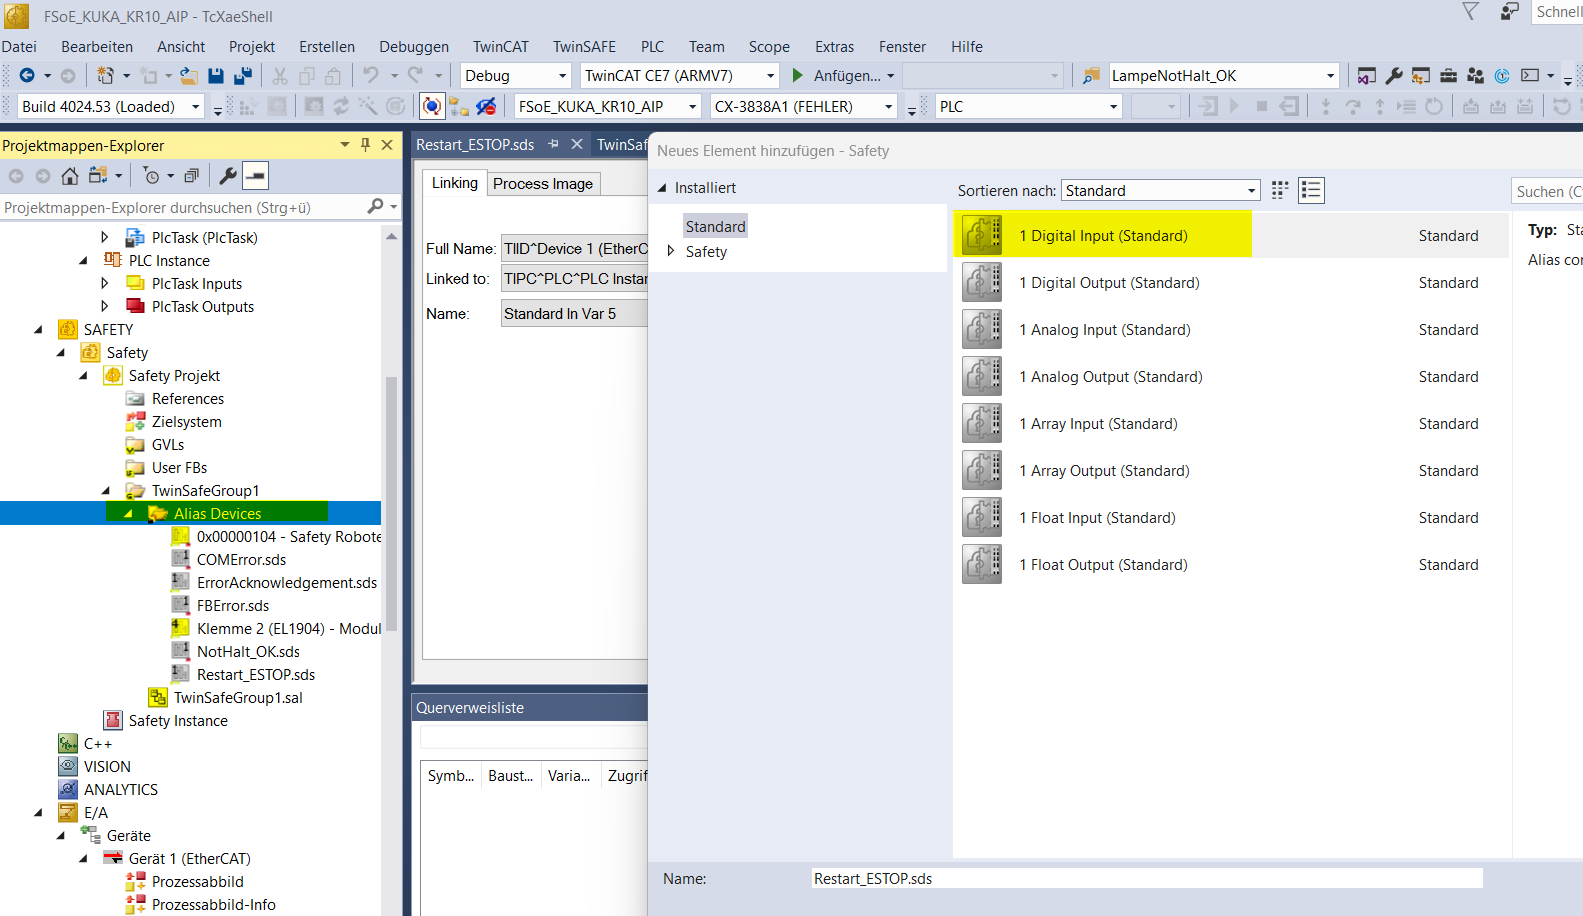 FSoE_KUKA_KR10_AIP - TcXaeShell
Schnell
Datei Bearbeiten Ansicht Projekt Erstellen Debuggen TwinCAT TwinSAFE PLC Team Scope Extras Fenster Hilfe
Debug TwinCAT CE7 (ARMV7) Anfügen... LampeNotHalt_OK
Build 4024.53 (Loaded) FSoE_KUKA_KR10_AIP CX-3838A1 (FEHLER) PLC
Projektmappen-Explorer
Projektmappen-Explorer durchsuchen (Strg+ü)
PlcTask (PlcTask)
PLC Instance
PlcTask Inputs
PlcTask Outputs
SAFETY
Safety
Safety Projekt
References
Zielsystem
GVLs
User FBs
TwinSafeGroup1
Alias Devices
0x00000104 - Safety Robote
COMError.sds
ErrorAcknowledgement.sds
FBError.sds
Klemme 2 (EL1904) - Modul
NotHalt_OK.sds
Restart_ESTOP.sds
TwinSafeGroup1.sal
Safety Instance
C++
VISION
ANALYTICS
E/A
Geräte
Gerät 1 (EtherCAT)
Prozessabbild
Prozessabbild-Info
Restart_ESTOP.sds TwinSaf
Linking Process Image
Full Name: TIID^Device 1 (EtherC
Linked to: TIPC^PLC^PLC Instar
Name: Standard In Var 5
Querverweisliste
Symb... Baust... Varia... Zugrif
Neues Element hinzufügen - Safety
Installiert
Standard
Safety
Sortieren nach: Standard
Suchen (C
1 Digital Input (Standard) Standard
1 Digital Output (Standard) Standard
1 Analog Input (Standard) Standard
1 Analog Output (Standard) Standard
1 Array Input (Standard) Standard
1 Array Output (Standard) Standard
1 Float Input (Standard) Standard
1 Float Output (Standard) Standard
Typ: Sta
Alias cor
Name: Restart_ESTOP.sds